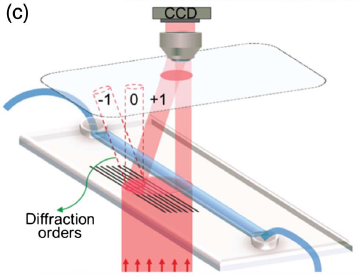 (c)
CCD
-1 0 +1
Diffraction
orders